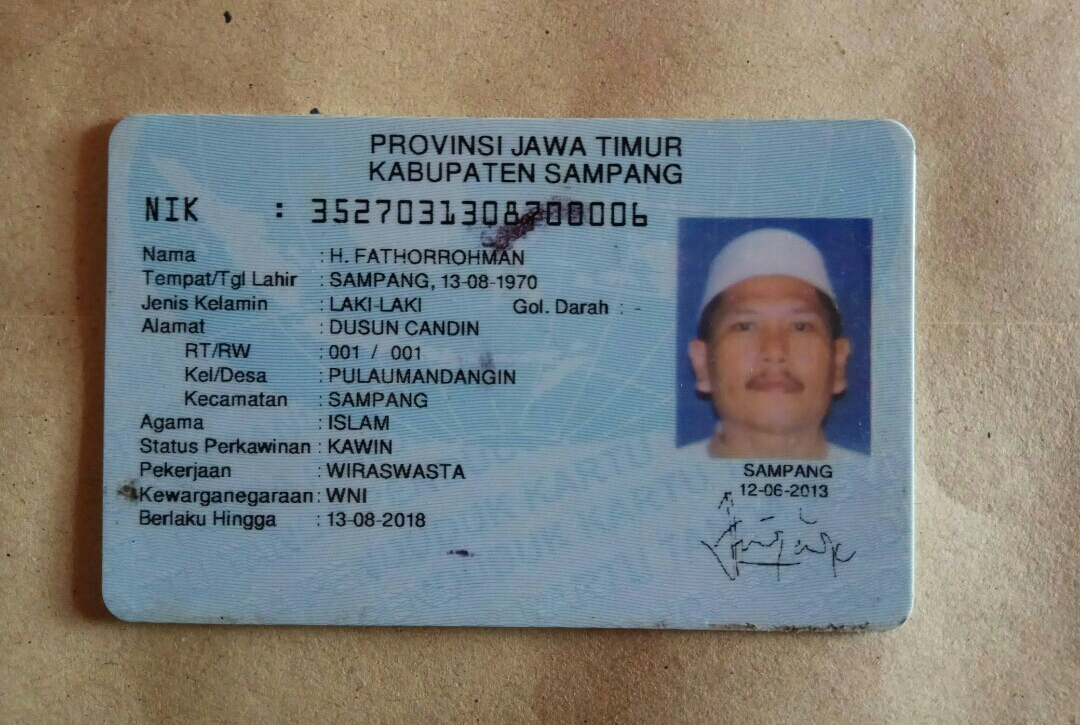 PROVINSI JAWA TIMUR
KABUPATEN SAMPANG
NIK : 3527031308700006
Nama : H. FATHORROHMAN
Tempat/Tgl Lahir : SAMPANG, 13-08-1970
Jenis Kelamin : LAKI-LAKI Gol. Darah : -
Alamat : DUSUN CANDIN
RT/RW : 001 / 001
Kel/Desa : PULAUMANDANGIN
Kecamatan : SAMPANG
Agama : ISLAM
Status Perkawinan : KAWIN
Pekerjaan : WIRASWASTA
Kewarganegaraan : WNI
Berlaku Hingga : 13-08-2018
SAMPANG
12-06-2013